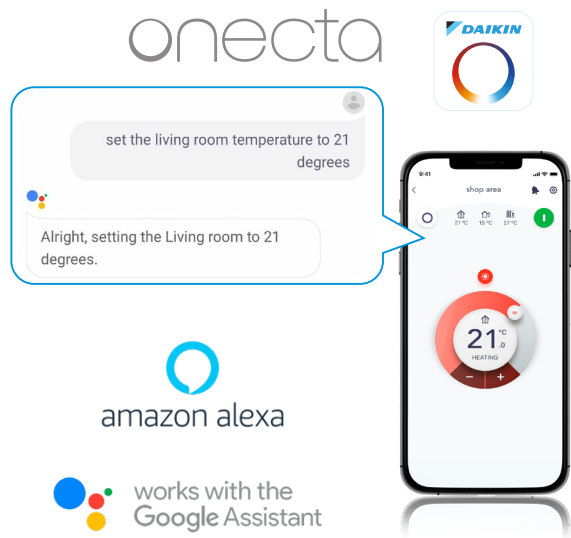 onecta
DAIKIN
set the living room temperature to 21
degrees
Alright, setting the Living room to 21
degrees.
9:41
shop area
21 °C 15 °C 27 °C
21 °C
.0
HEATING
− +
amazon alexa
works with the
Google Assistant